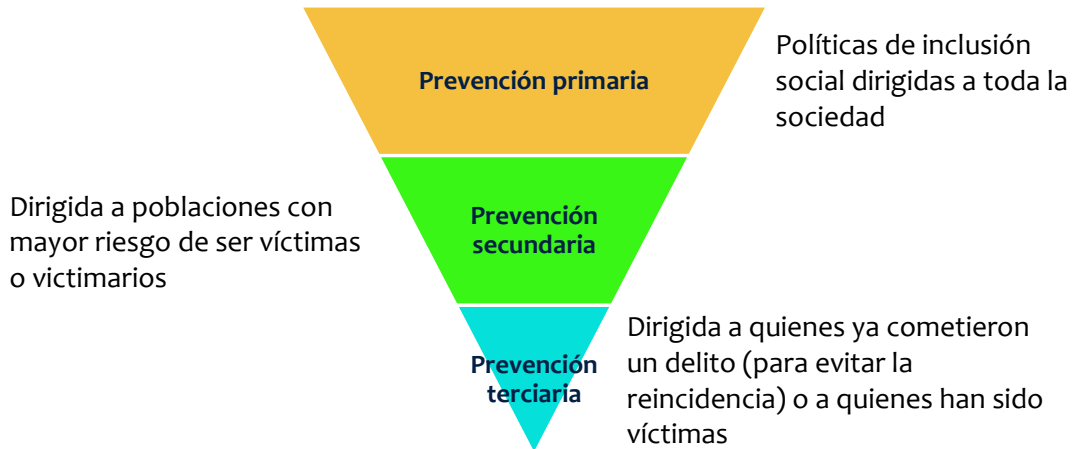 Prevención primaria
Políticas de inclusión
social dirigidas a toda la
sociedad
Dirigida a poblaciones con
mayor riesgo de ser víctimas
o victimarios
Prevención
secundaria
Prevención
terciaria
Dirigida a quienes ya cometieron
un delito (para evitar la
reincidencia) o a quienes han sido
víctimas